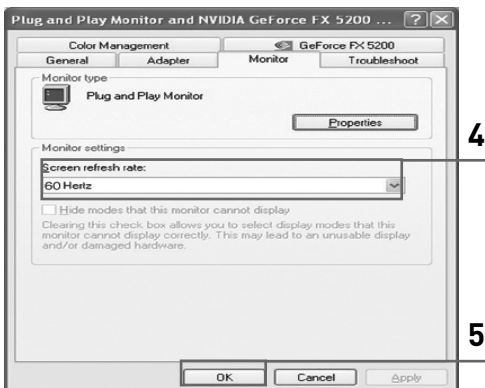 Plug and Play Monitor and NVIDIA GeForce FX 5200 ...
Color Management GeForce FX 5200
General Adapter Monitor Troubleshoot
Monitor type
Plug and Play Monitor
Properties
4
Monitor settings
Screen refresh rate:
60 Hertz
Hide modes that this monitor cannot display
Clearing this check box allows you to select display modes that this
monitor cannot display correctly. This may lead to an unusable display
and/or damaged hardware.
5
OK Cancel Apply